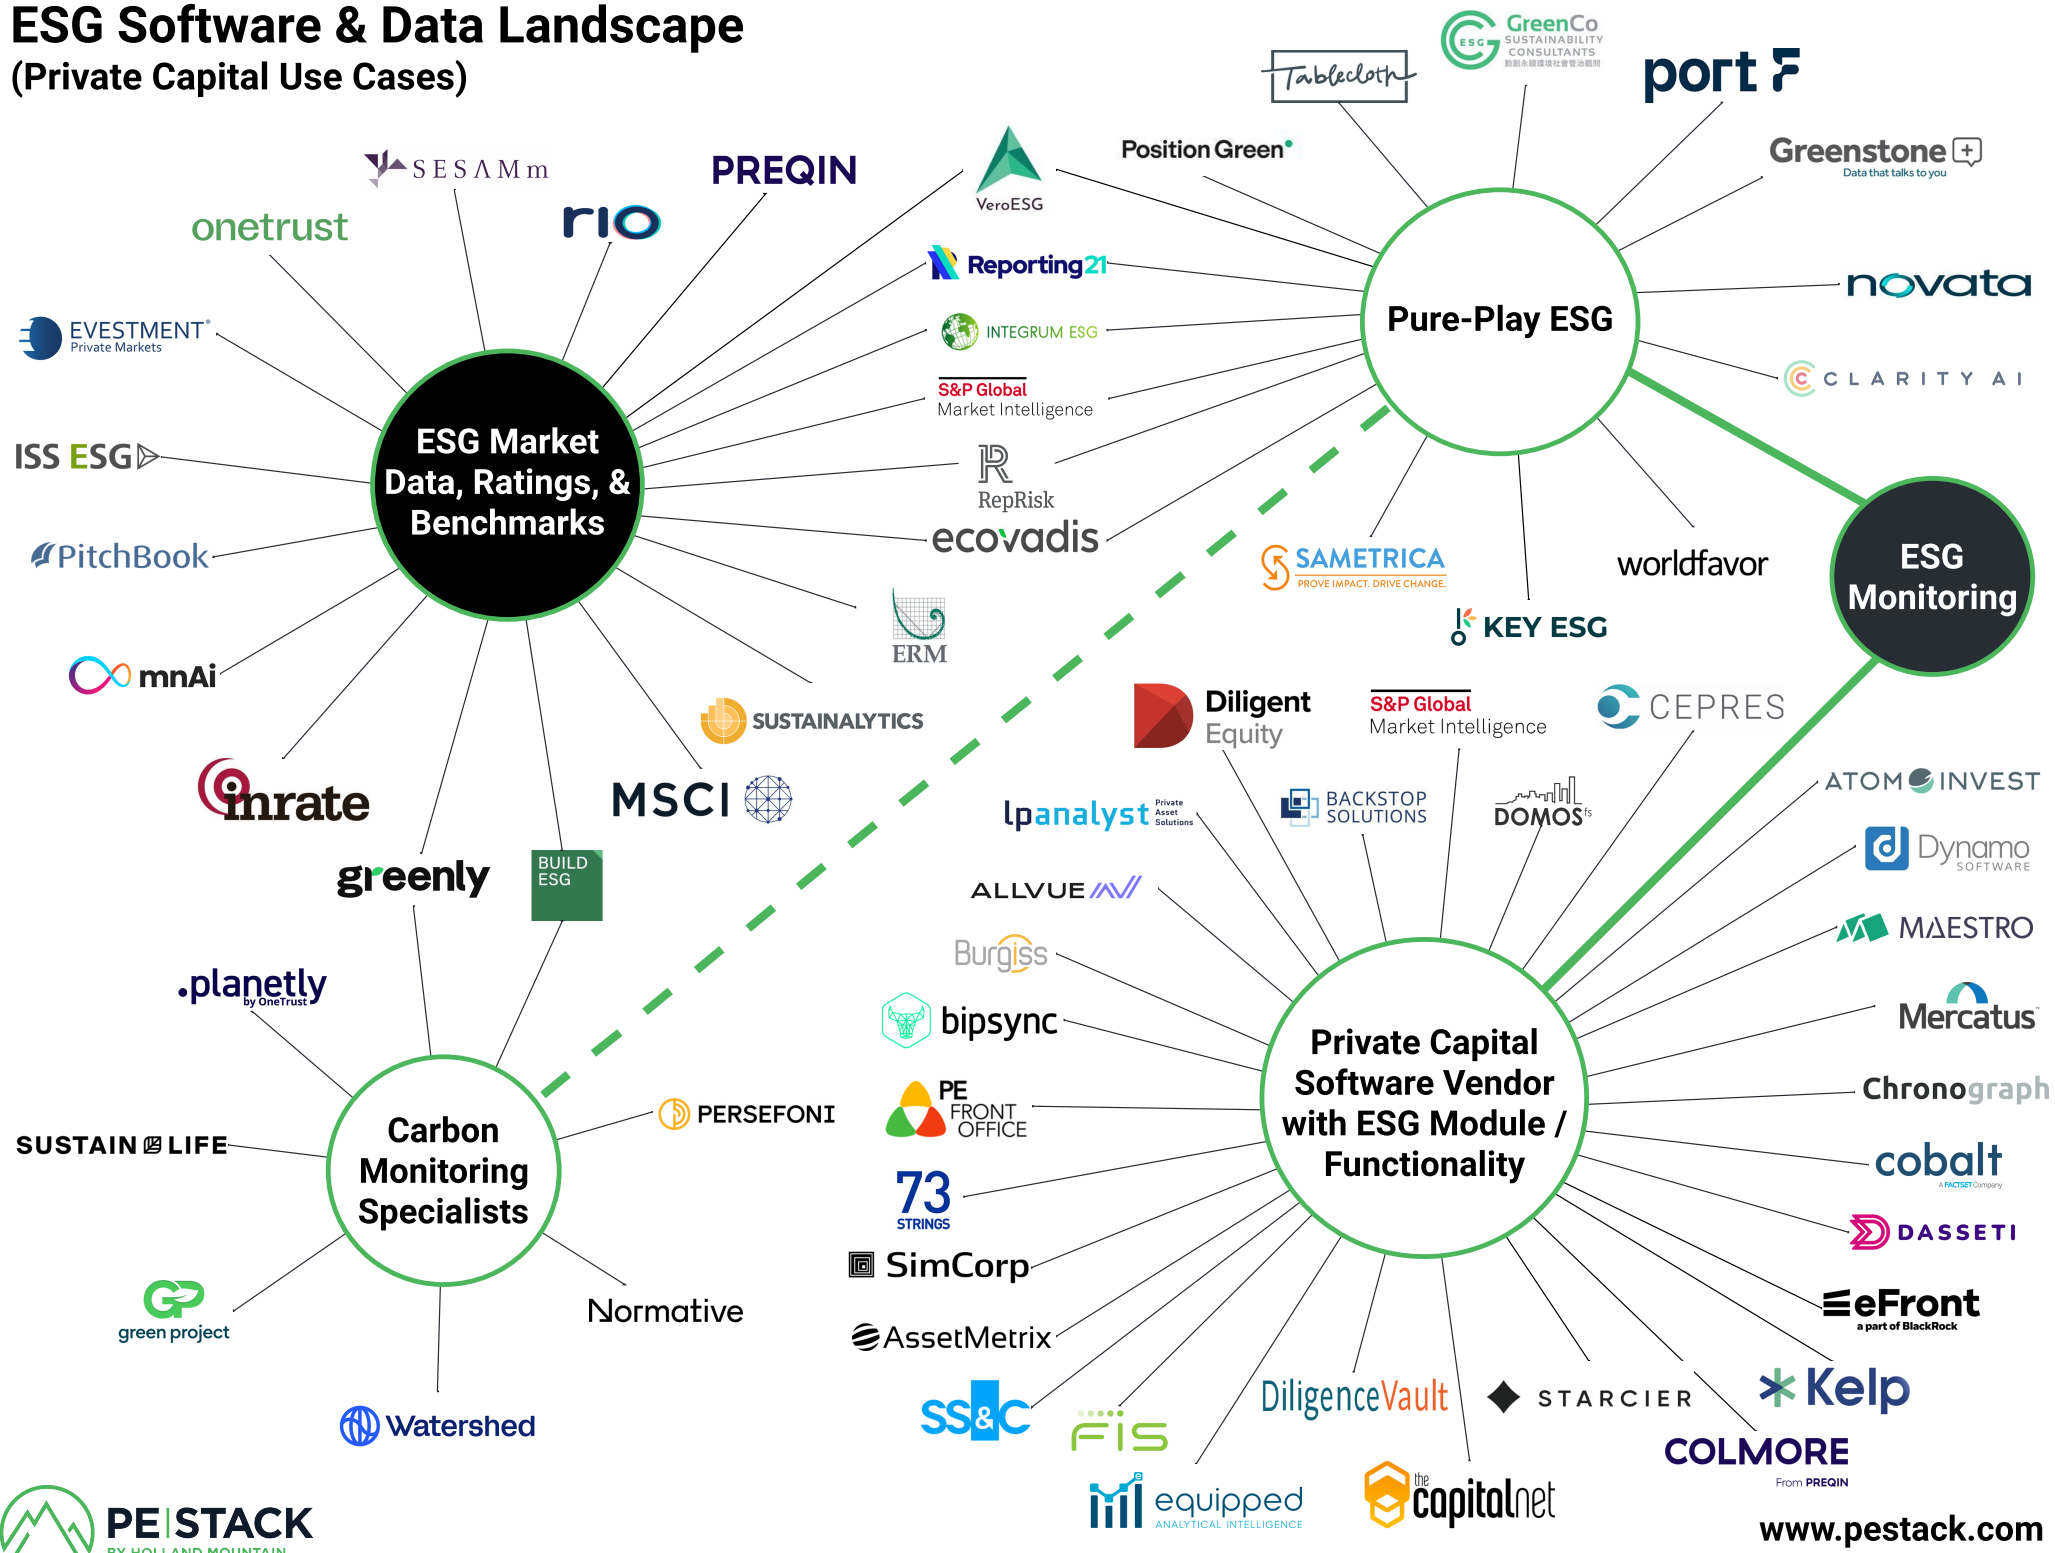 ESG Software & Data Landscape
(Private Capital Use Cases)
Tablecloth
ESG
GreenCo
SUSTAINABILITY
CONSULTANTS
port F
Position Green
Greenstone +
Data that talks to you
SESAMm
PREQIN
VeroESG
onetrust
rio
Reporting21
novata
EVESTMENT®
Private Markets
INTEGRUM ESG
Pure-Play ESG
CLARITY AI
S&P Global
Market Intelligence
ISS ESG
ESG Market
Data, Ratings, &
Benchmarks
RepRisk
ecovadis
PitchBook
SAMETRICA
PROVE IMPACT. DRIVE CHANGE.
worldfavor
ESG
Monitoring
KEY ESG
ERM
mnAi
SUSTAINALYTICS
Diligent
Equity
S&P Global
Market Intelligence
CEPRES
inrate
MSCI
lpanalyst
Private
Asset
Solutions
BACKSTOP
SOLUTIONS
DOMOS fs
ATOM INVEST
Dynamo
SOFTWARE
greenly
BUILD
ESG
ALLVUE
MAESTRO
Burgiss
.planetly
by OneTrust
bipsync
Mercatus
Private Capital
Software Vendor
with ESG Module /
Functionality
PE
FRONT
OFFICE
Chronograph
PERSEFONI
SUSTAIN LIFE
Carbon
Monitoring
Specialists
cobalt
A FACTSET Company
73
STRINGS
DASSETI
SimCorp
green project
Normative
eFront
a part of BlackRock
AssetMetrix
Watershed
SS&C
FIS
DiligenceVault
STARCIER
Kelp
COLMORE
From PREQIN
e
equipped
ANALYTICAL INTELLIGENCE
the
capitalnet
PE|STACK
BY HOLLAND MOUNTAIN
www.pestack.com